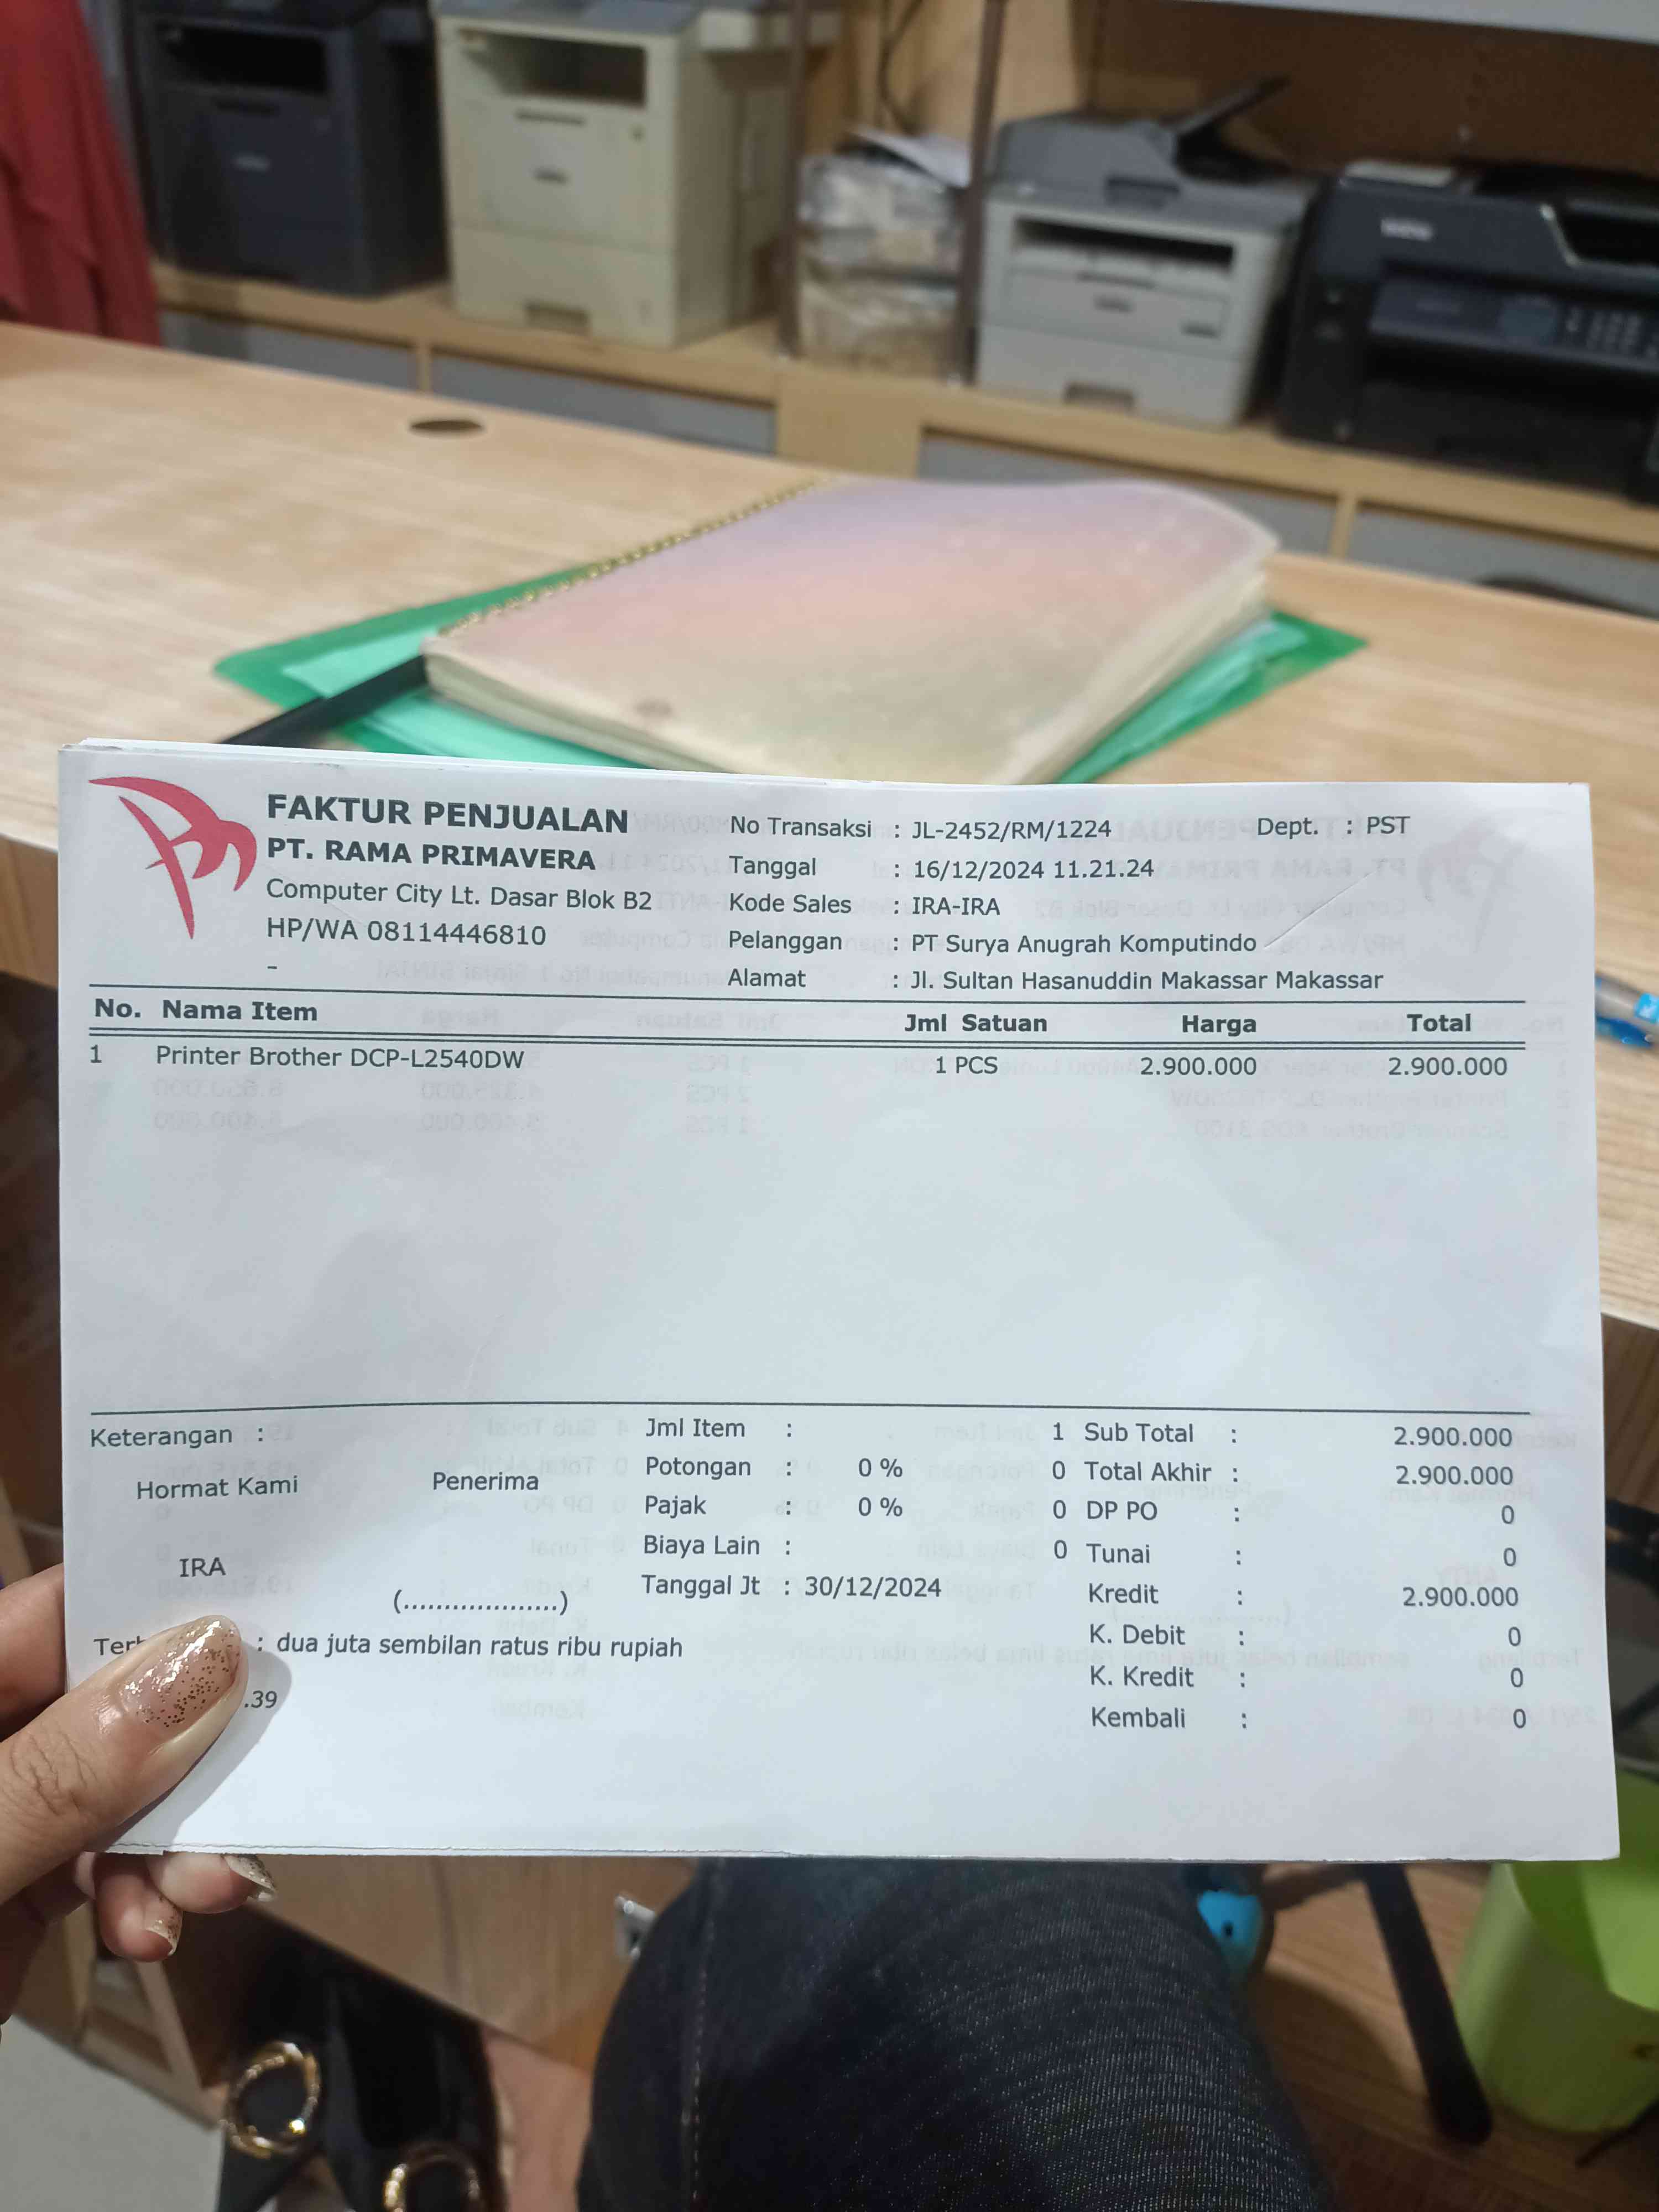 FAKTUR PENJUALAN
PT. RAMA PRIMAVERA
Computer City Lt. Dasar Blok B2
HP/WA 08114446810
-
No Transaksi : JL-2452/RM/1224 Dept. : PST
Tanggal : 16/12/2024 11.21.24
Kode Sales : IRA-IRA
Pelanggan : PT Surya Anugrah Komputindo
Alamat : Jl. Sultan Hasanuddin Makassar Makassar
No. Nama Item Jml Satuan Harga Total
1 Printer Brother DCP-L2540DW 1 PCS 2.900.000 2.900.000
Keterangan :
Hormat Kami Penerima
IRA
(...................)
: dua juta sembilan ratus ribu rupiah
.39
Jml Item : 1
Potongan : 0 % 0
Pajak : 0 % 0
Biaya Lain : 0
Tanggal Jt : 30/12/2024
Sub Total : 2.900.000
Total Akhir : 2.900.000
DP PO : 0
Tunai : 0
Kredit : 2.900.000
K. Debit : 0
K. Kredit : 0
Kembali : 0